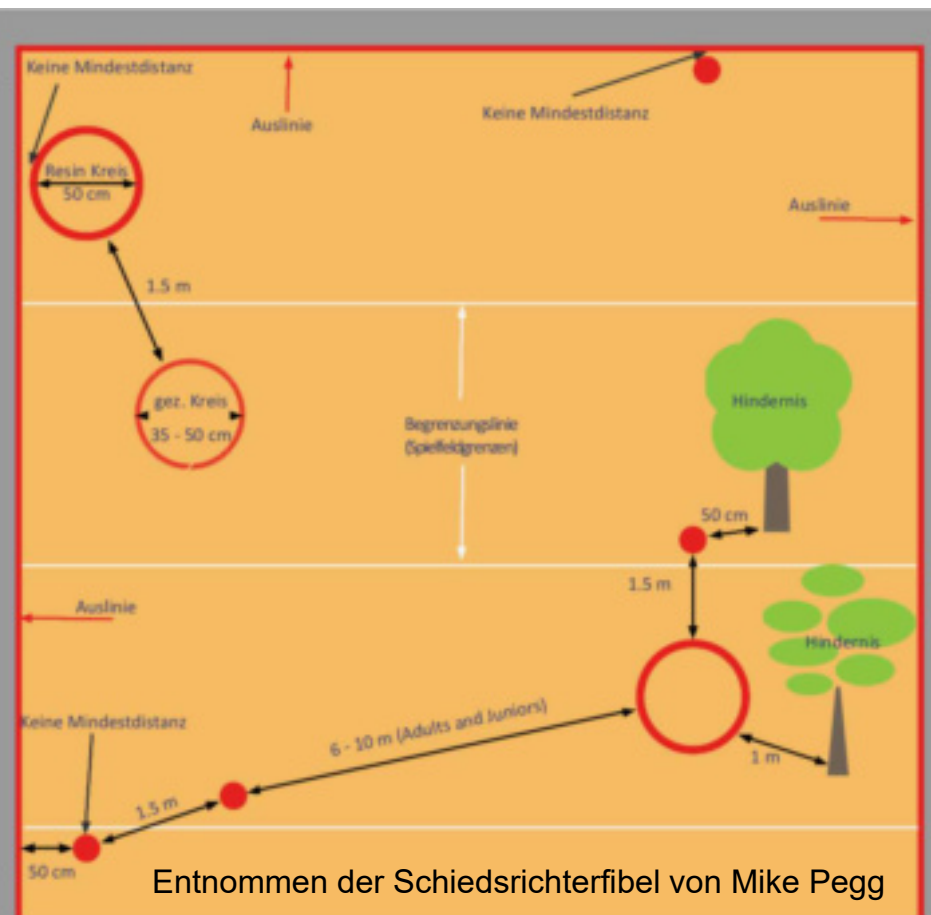 Keine Mindestdistanz
Keine Mindestdistanz
Auslinie
Resin Kreis
50 cm
Auslinie
1.5 m
gez. Kreis
35 - 50 cm
Begrenzungslinie
(Spielfeldgrenzen)
Hindernis
50 cm
1.5 m
Auslinie
Hindernis
Keine Mindestdistanz
6 - 10 m (Adults and Juniors)
1 m
1.5 m
50 cm
Entnommen der Schiedsrichterfibel von Mike Pegg